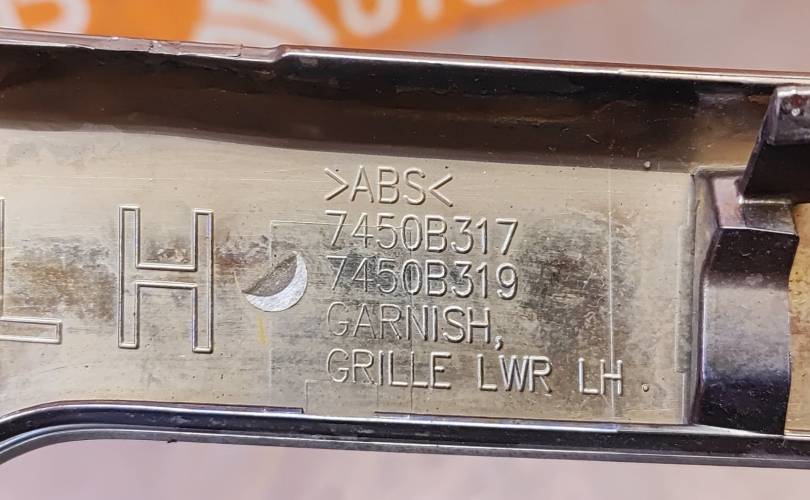 LH
>ABS<
7450B317
7450B319
GARNISH,
GRILLE LWR LH.